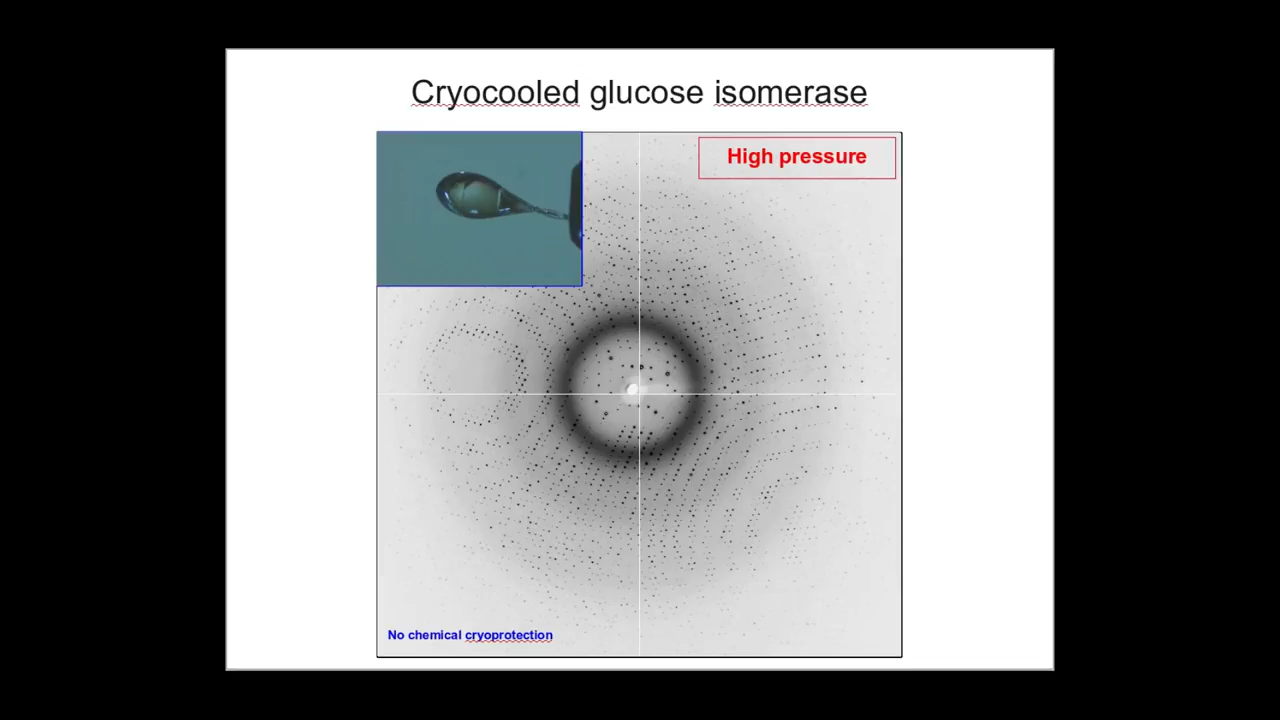 Cryocooled glucose isomerase
High pressure
No chemical cryoprotection